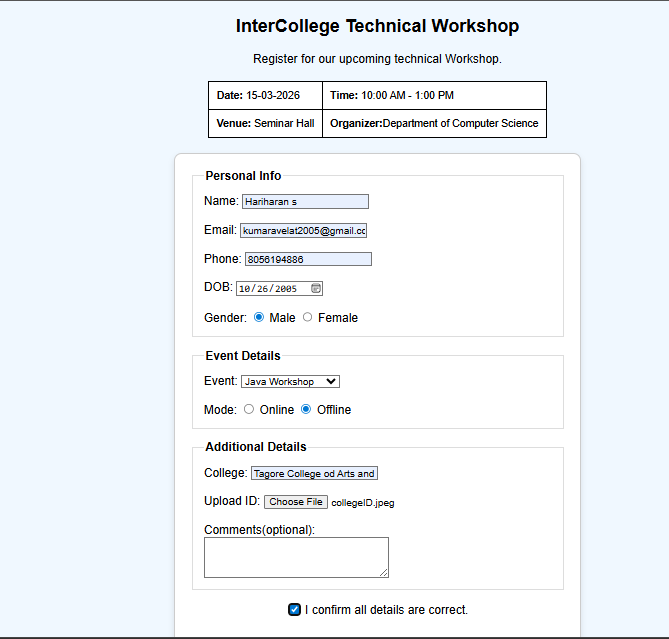 InterCollege Technical Workshop
Register for our upcoming technical Workshop.
Date: 15-03-2026 Time: 10:00 AM - 1:00 PM
Venue: Seminar Hall Organizer:Department of Computer Science
Personal Info
Name: Hariharan s
Email: kumaravelat2005@gmail.cc
Phone: 8056194886
DOB: 10/26/2005
Gender: Male Female
Event Details
Event: Java Workshop
Mode: Online Offline
Additional Details
College: Tagore College od Arts and
Upload ID: Choose File collegeID.jpeg
Comments(optional):
I confirm all details are correct.